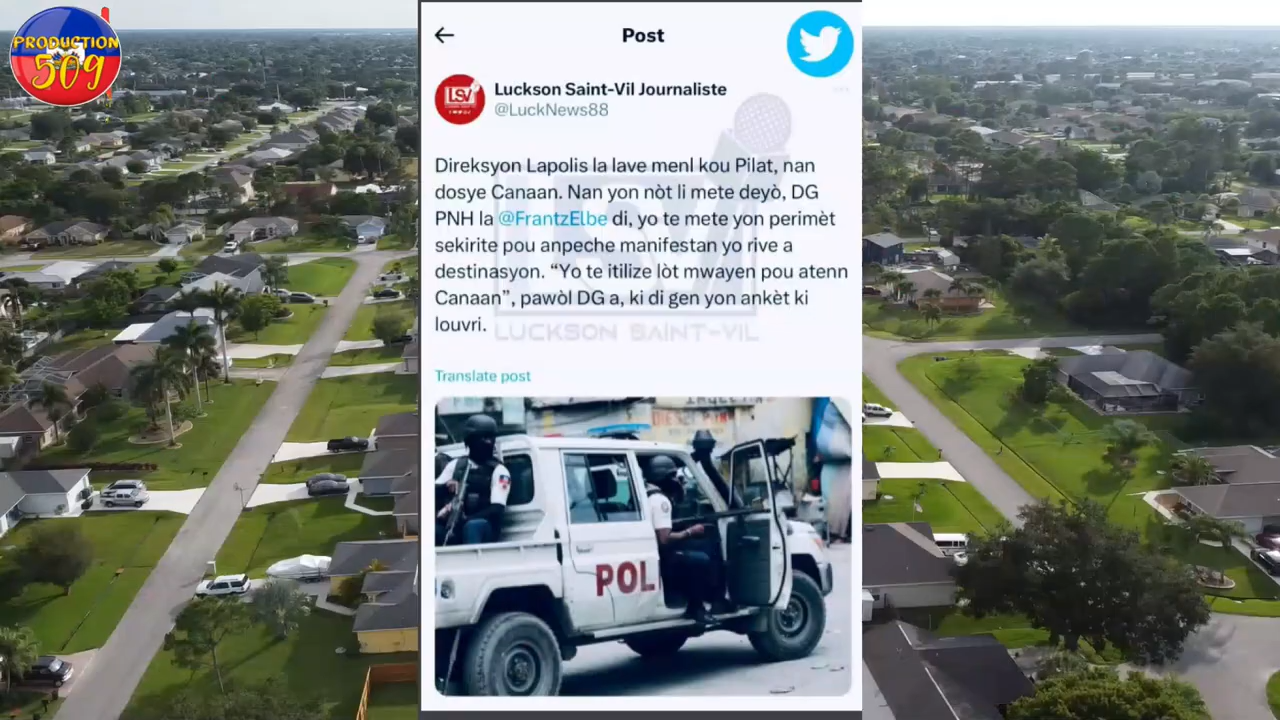 PRODUCTION
509
Post
Luckson Saint-Vil Journaliste
@LuckNews88
Direksyon Lapolis la lave menl kou Pilat, nan
dosye Canaan. Nan yon nòt li mete deyò, DG
PNH la @FrantzElbe di, yo te mete yon perimèt
sekirite pou anpeche manifestan yo rive a
destinasyon. “Yo te itilize lòt mwayen pou atenn
Canaan”, pawòl DG a, ki di gen yon ankèt ki
louvri.
LUCKSON SAINT-VIL
Translate post
POL